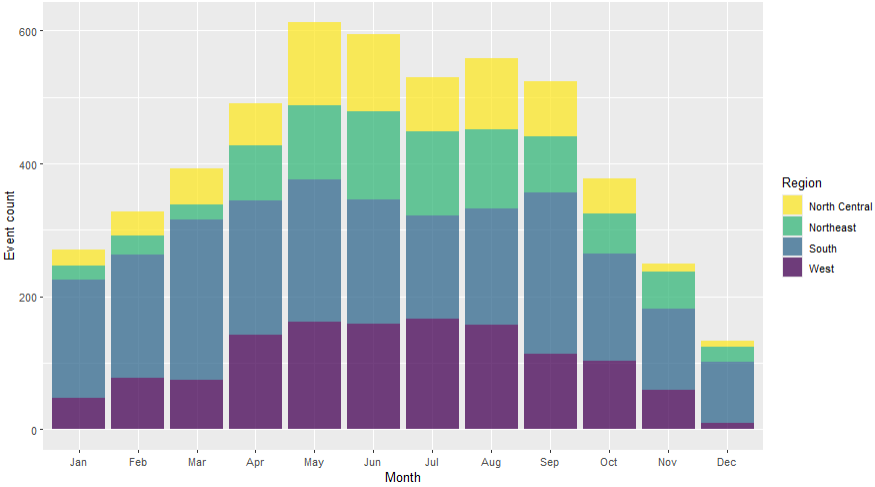 600
400
200
0
Event count
Jan Feb Mar Apr May Jun Jul Aug Sep Oct Nov Dec
Month
Region
North Central
Northeast
South
West